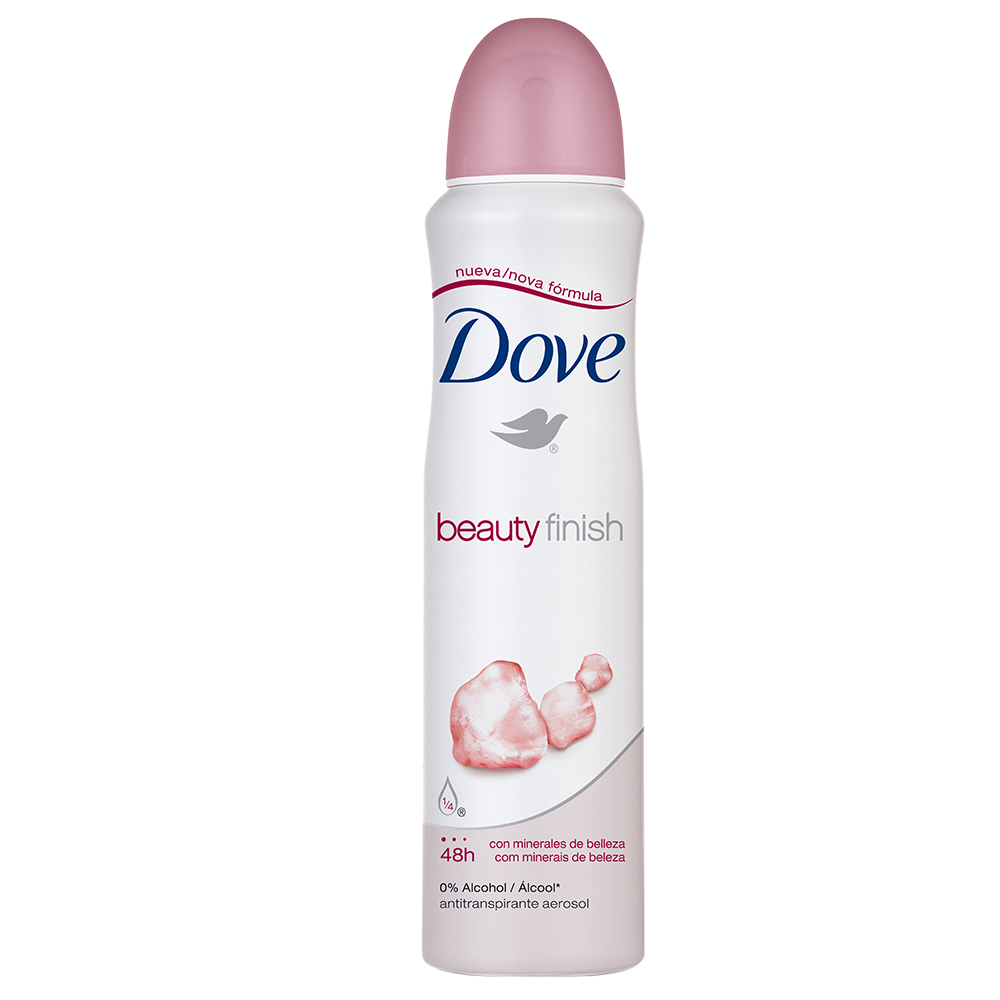 nueva/nova fórmula
Dove
®
beauty finish
1/4 ®
48h
con minerales de belleza
com minerais de beleza
0% Alcohol / Álcool*
antitranspirante aerosol